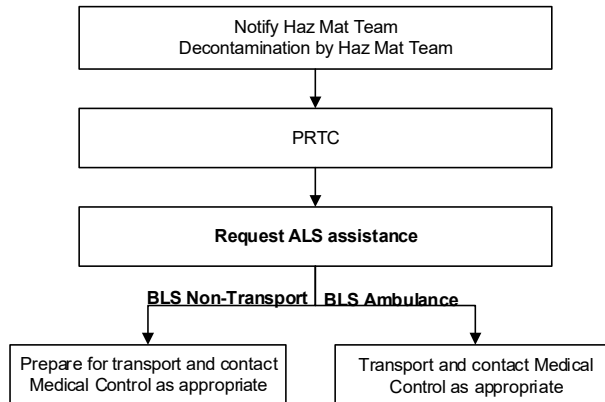 Notify Haz Mat Team
Decontamination by Haz Mat Team
PRTC
Request ALS assistance
BLS Non-Transport
BLS Ambulance
Prepare for transport and contact
Medical Control as appropriate
Transport and contact Medical
Control as appropriate